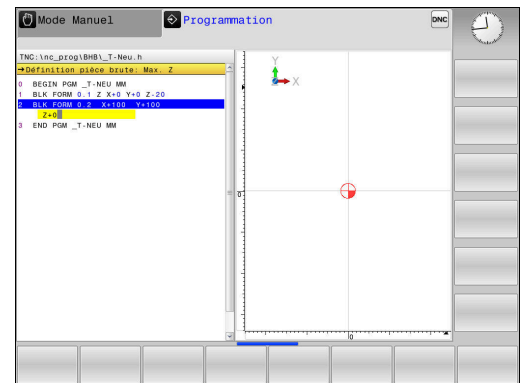 Mode Manuel
Programmation
DNC
TNC:\nc_prog\BHB\_T-Neu.h
→Définition pièce brute: Max. Z
0 BEGIN PGM _T-NEU MM
1 BLK FORM 0.1 Z X+0 Y+0 Z-20
2 BLK FORM 0.2 X+100 Y+100
Z+0
3 END PGM _T-NEU MM
Y
X
0
0